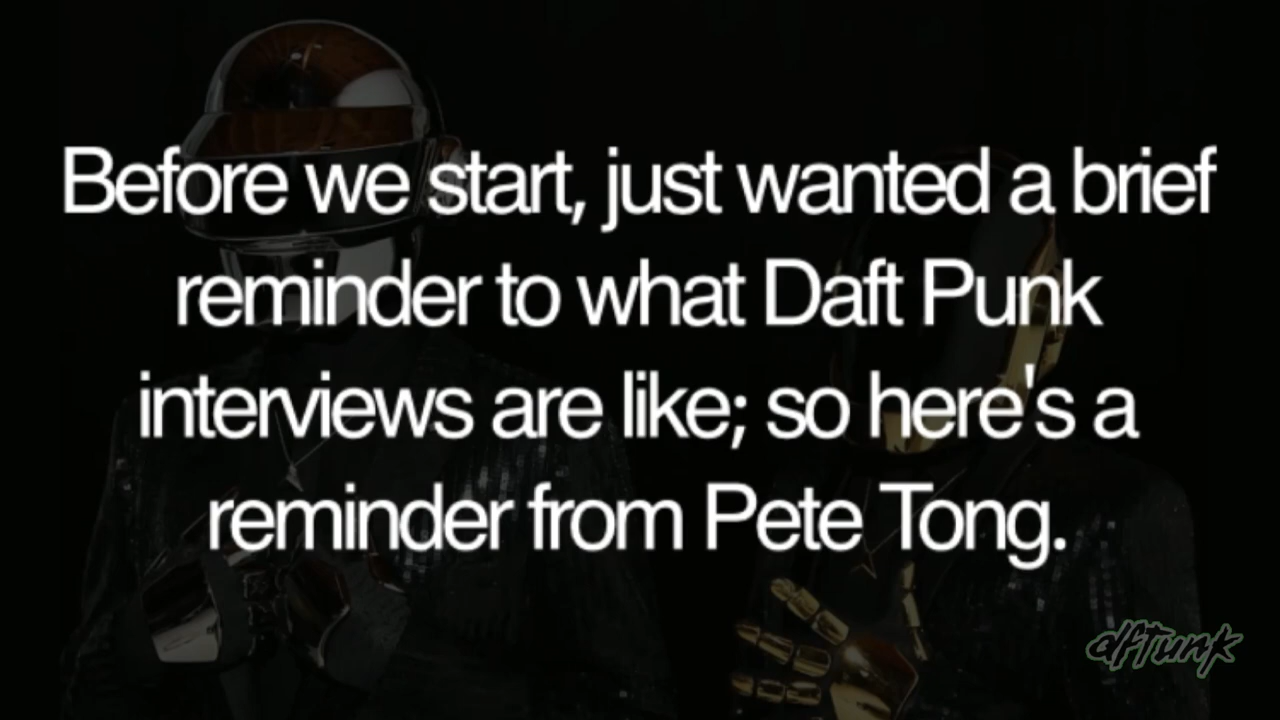 Before we start, just wanted a brief
reminder to what Daft Punk
interviews are like; so here's a
reminder from Pete Tong.
dfTunk